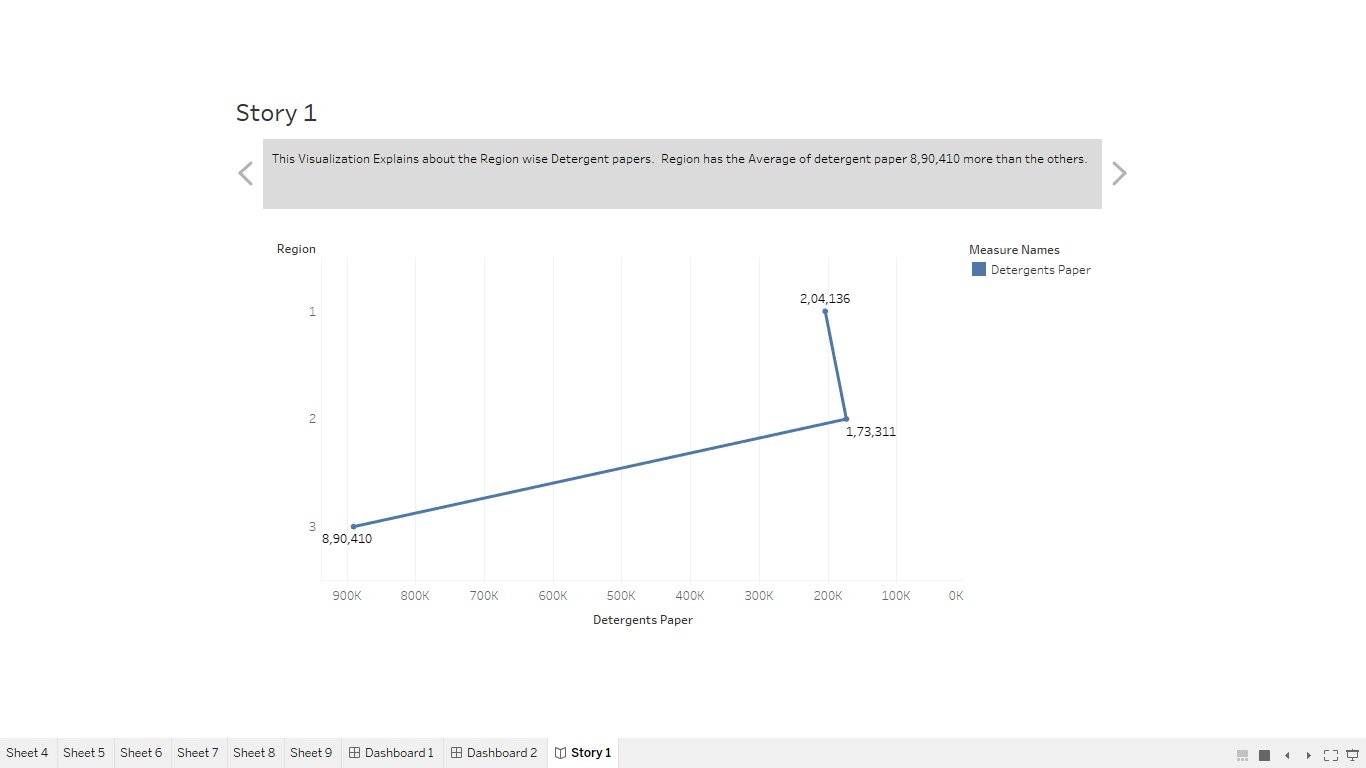 Story 1
This Visualization Explains about the Region wise Detergent papers.  Region has the Average of detergent paper 8,90,410 more than the others.
Region
Measure Names
Detergents Paper
2,04,136
1
2
1,73,311
3
8,90,410
900K 800K 700K 600K 500K 400K 300K 200K 100K 0K
Detergents Paper
Sheet 4 Sheet 5 Sheet 6 Sheet 7 Sheet 8 Sheet 9 Dashboard 1 Dashboard 2 Story 1